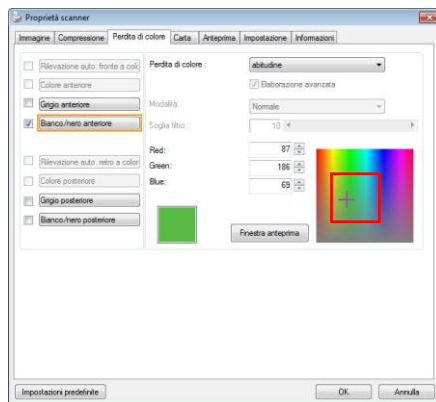 Proprietà scanner
Immagine Compressione Perdita di colore Carta Anteprima Impostazione Informazioni
Rilevazione auto. fronte a colo
Colore anteriore
Grigio anteriore
Bianco/nero anteriore
Rilevazione auto. retro a color
Colore posteriore
Grigio posteriore
Bianco/nero posteriore
Perdita di colore : abitudine
Elaborazione avanzata
Modalità: Normale
Soglia filtro : 10
Red: 87
Green: 186
Blue: 69
Finestra anteprima
Impostazioni predefinite OK Annulla